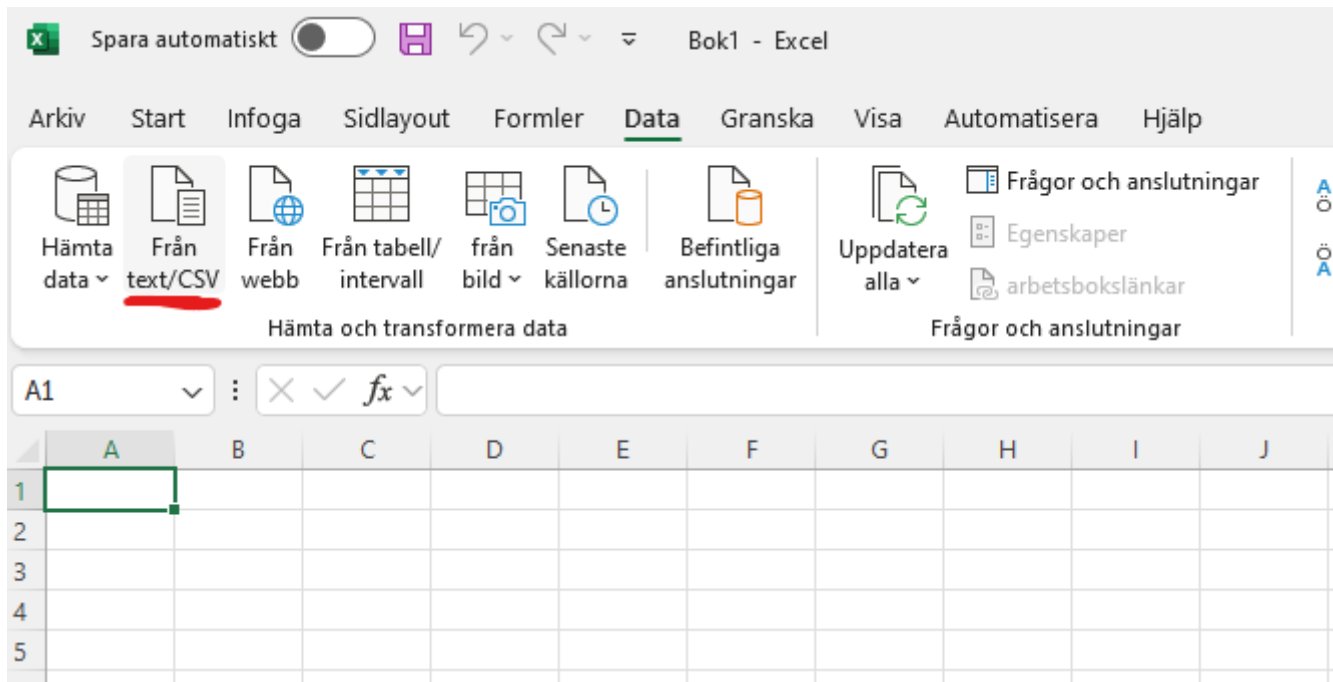 Spara automatiskt
Bok1 - Excel
Arkiv Start Infoga Sidlayout Formler Data Granska Visa Automatisera Hjälp
Hämta data
Från text/CSV
Från webb
Från tabell/ intervall
från bild
Senaste källorna
Befintliga anslutningar
Hämta och transformera data
Uppdatera alla
Frågor och anslutningar
Egenskaper
arbetsbokslänkar
Frågor och anslutningar
A
Ö
Ö
A
A1
fx
A B C D E F G H I J
1
2
3
4
5